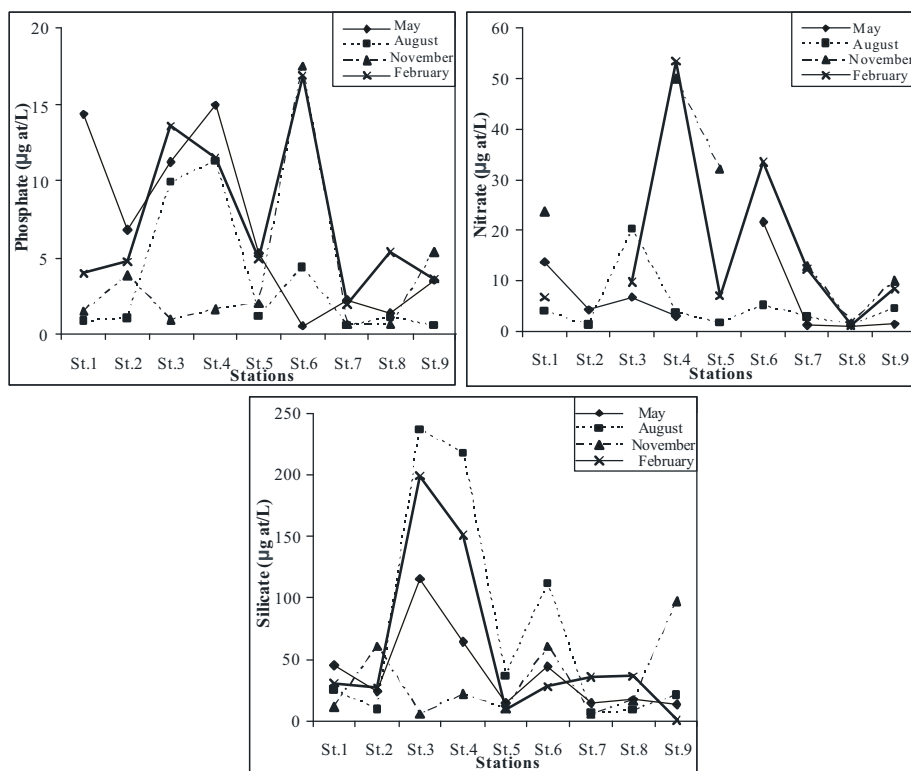 20
15
10
5
0
Phosphate (µg at/L)
May
August
November
February
St.1 St.2 St.3 St.4 St.5 St.6 St.7 St.8 St.9
Stations
60
50
40
30
20
10
0
Nitrate (µg at/L)
May
August
November
February
St.1 St.2 St.3 St.4 St.5 St.6 St.7 St.8 St.9
Stations
250
200
150
100
50
0
Silicate (µg at/L)
May
August
November
February
St.1 St.2 St.3 St.4 St.5 St.6 St.7 St.8 St.9
Stations